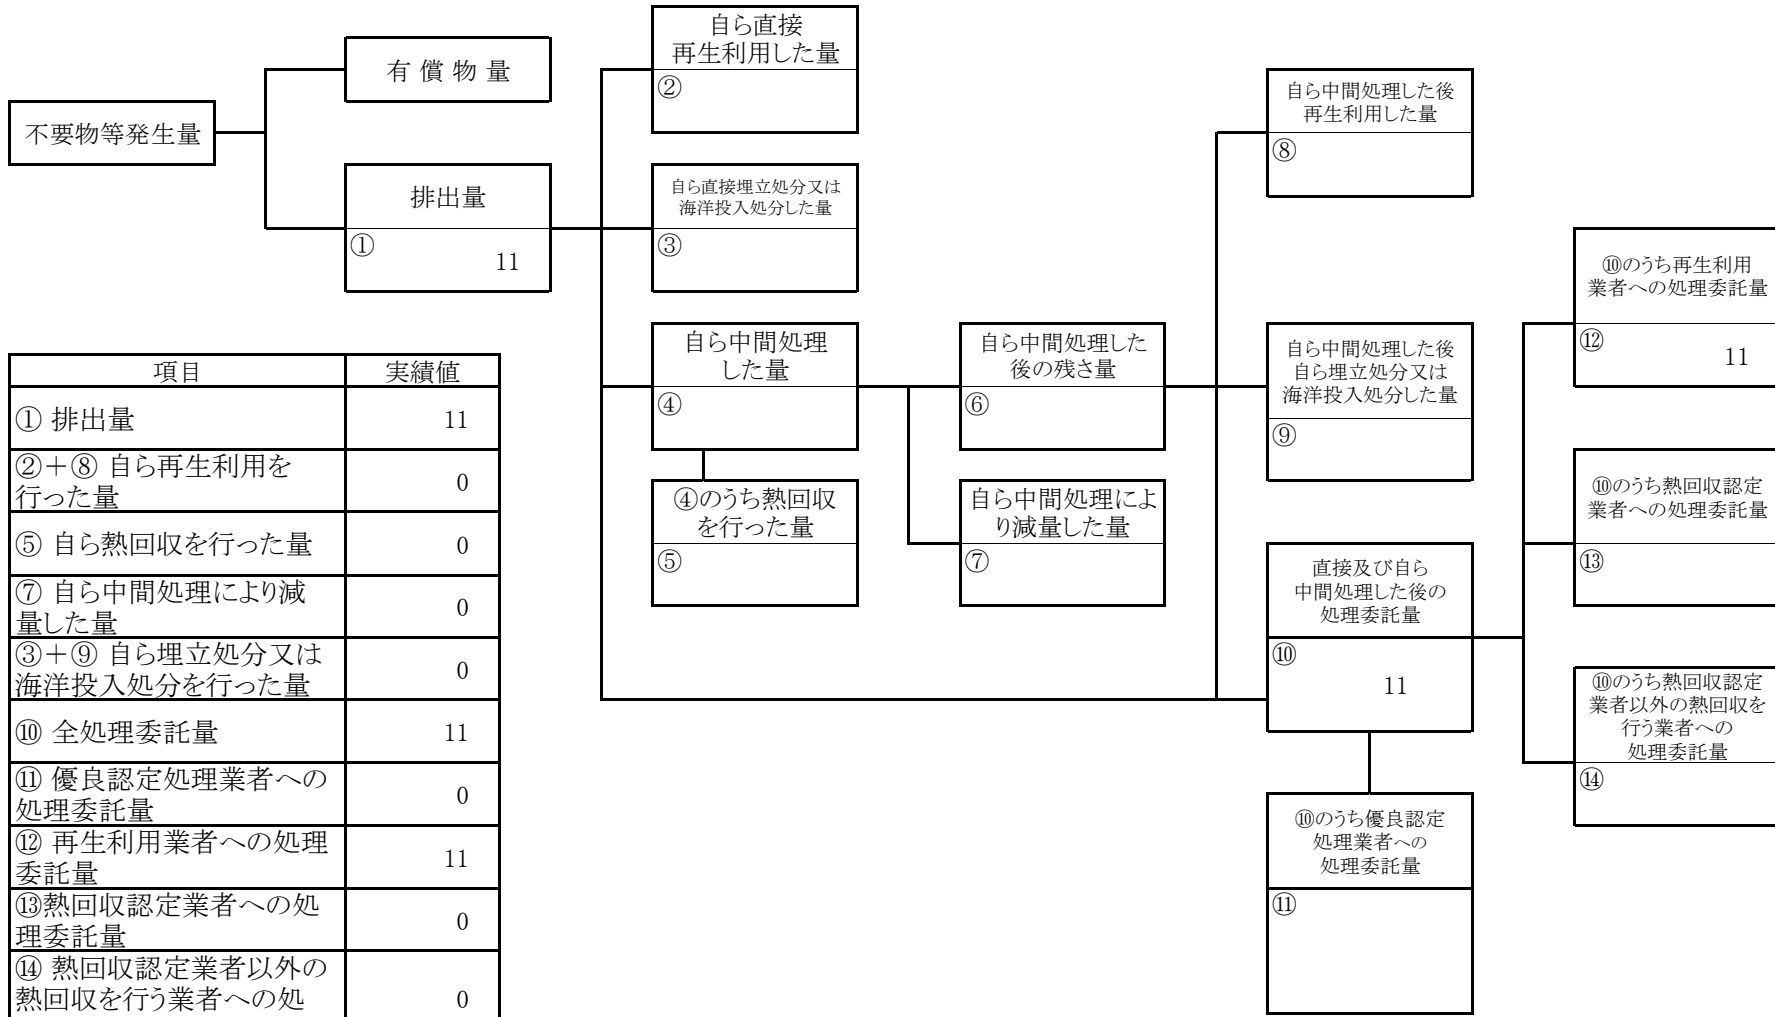 自ら直接
再生利用した量
②
有 償 物 量
不要物等発生量
排出量
①
11
自ら直接埋立処分又は
海洋投入処分した量
③
自ら中間処理した後
再生利用した量
⑧
自ら中間処理
した量
④
自ら中間処理した
後の残さ量
⑥
自ら中間処理した後
自ら埋立処分又は
海洋投入処分した量
⑨
⑩のうち再生利用
業者への処理委託量
⑫
11
④のうち熱回収
を行った量
⑤
自ら中間処理によ
り減量した量
⑦
⑩のうち熱回収認定
業者への処理委託量
⑬
直接及び自ら
中間処理した後の
処理委託量
⑩
11
⑩のうち熱回収認定
業者以外の熱回収を
行う業者への
処理委託量
⑭
⑩のうち優良認定
処理業者への
処理委託量
⑪
項目 実績値
① 排出量 11
②＋⑧ 自ら再生利用を
行った量 0
⑤ 自ら熱回収を行った量 0
⑦ 自ら中間処理により減
量した量 0
③＋⑨ 自ら埋立処分又は
海洋投入処分を行った量 0
⑩ 全処理委託量 11
⑪ 優良認定処理業者への
処理委託量 0
⑫ 再生利用業者への処理
委託量 11
⑬熱回収認定業者への処
理委託量 0
⑭ 熱回収認定業者以外の
熱回収を行う業者への処 0